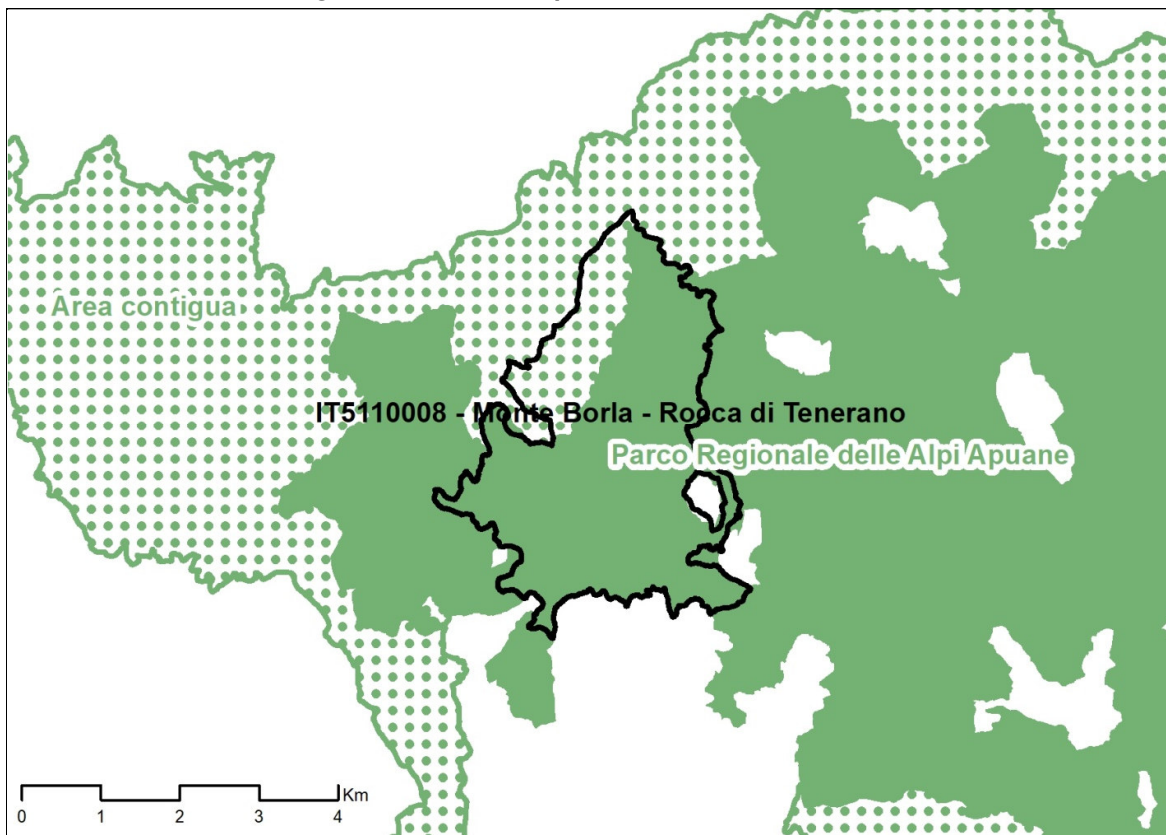 Area contigua
IT5110008 - Monte Borla - Rocca di Tenerano
Parco Regionale delle Alpi Apuane
Km
0 1 2 3 4